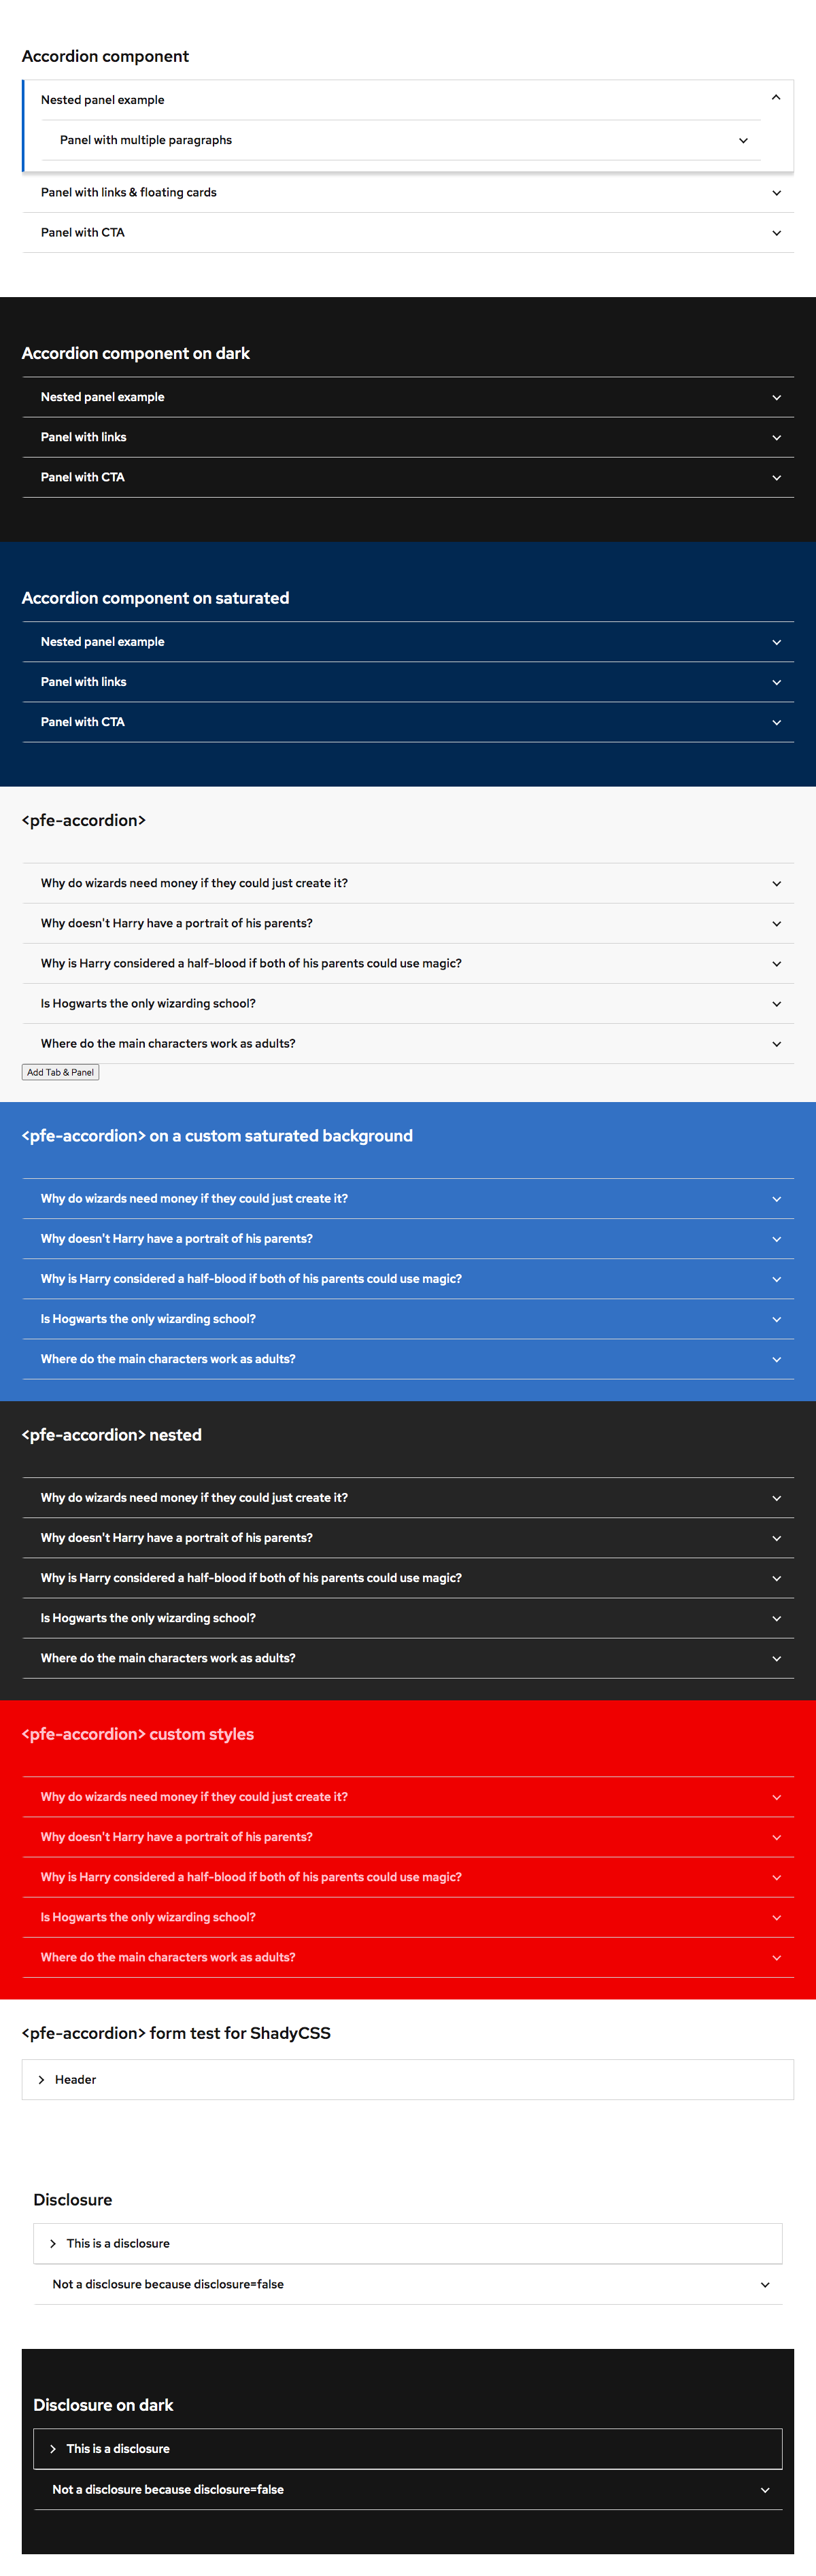 Accordion component
Nested panel example
Panel with multiple paragraphs
Panel with links & floating cards
Panel with CTA
Accordion component on dark
Nested panel example
Panel with links
Panel with CTA
Accordion component on saturated
Nested panel example
Panel with links
Panel with CTA
<pfe-accordion>
Why do wizards need money if they could just create it?
Why doesn't Harry have a portrait of his parents?
Why is Harry considered a half-blood if both of his parents could use magic?
Is Hogwarts the only wizarding school?
Where do the main characters work as adults?
Add Tab & Panel
<pfe-accordion> on a custom saturated background
Why do wizards need money if they could just create it?
Why doesn't Harry have a portrait of his parents?
Why is Harry considered a half-blood if both of his parents could use magic?
Is Hogwarts the only wizarding school?
Where do the main characters work as adults?
<pfe-accordion> nested
Why do wizards need money if they could just create it?
Why doesn't Harry have a portrait of his parents?
Why is Harry considered a half-blood if both of his parents could use magic?
Is Hogwarts the only wizarding school?
Where do the main characters work as adults?
<pfe-accordion> custom styles
Why do wizards need money if they could just create it?
Why doesn't Harry have a portrait of his parents?
Why is Harry considered a half-blood if both of his parents could use magic?
Is Hogwarts the only wizarding school?
Where do the main characters work as adults?
<pfe-accordion> form test for ShadyCSS
Header
Disclosure
This is a disclosure
Not a disclosure because disclosure=false
Disclosure on dark
This is a disclosure
Not a disclosure because disclosure=false